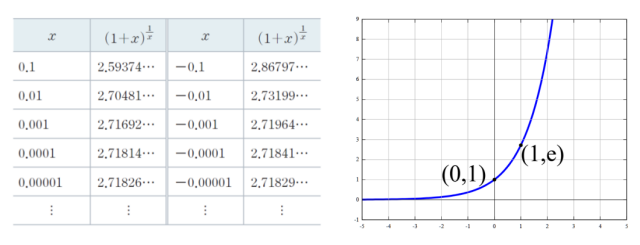 x (1+x)^{1/x} x (1+x)^{1/x}
0.1 2.59374⋯ −0.1 2.86797⋯
0.01 2.70481⋯ −0.01 2.73199⋯
0.001 2.71692⋯ −0.001 2.71964⋯
0.0001 2.71814⋯ −0.0001 2.71841⋯
0.00001 2.71826⋯ −0.00001 2.71829⋯
⋮ ⋮ ⋮ ⋮
9
8
7
6
5
4
3
2
1
0
-1
(1,e)
(0,1)
-5 -4 -3 -2 -1 0 1 2 3 4 5